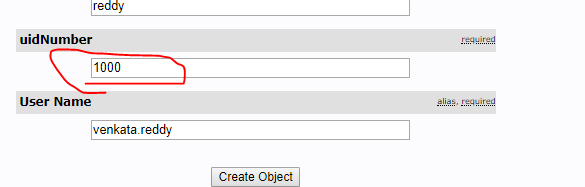 reddy
uidNumber required
1000
User Name alias, required
venkata.reddy
Create Object